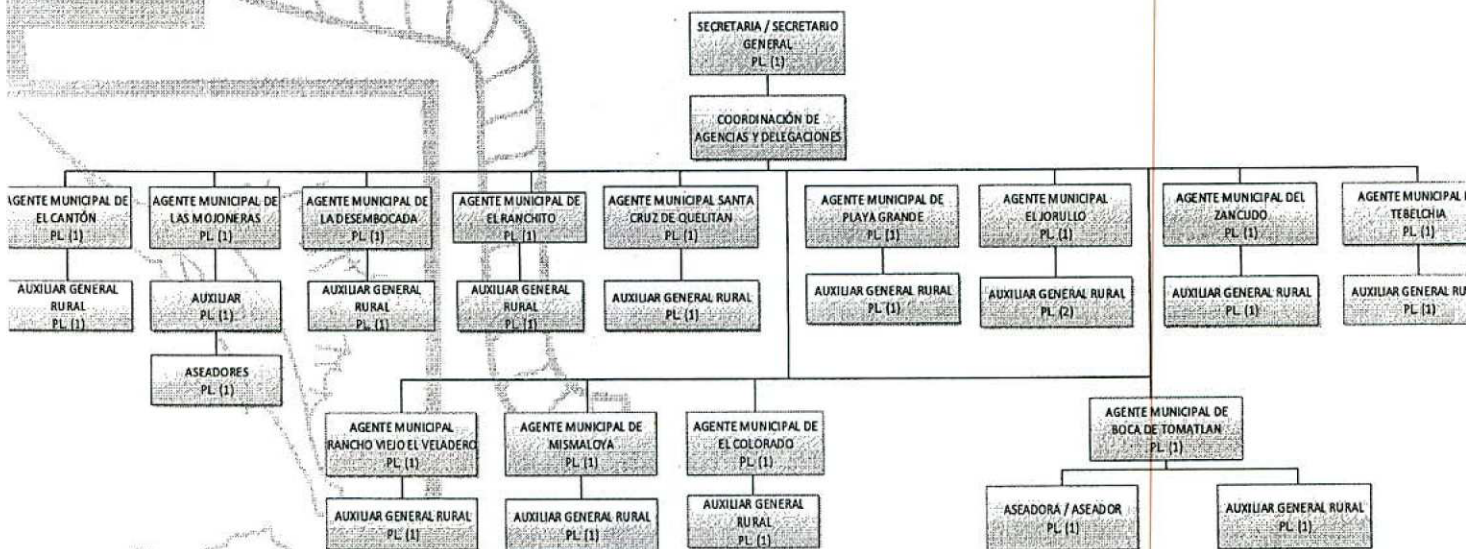 SECRETARIA / SECRETARIO
GENERAL
PL. (1)
COORDINACIÓN DE
AGENCIAS Y DELEGACIONES
AGENTE MUNICIPAL DE
EL CANTÓN
PL. (1)
AGENTE MUNICIPAL DE
LAS MOJONERAS
PL. (1)
AGENTE MUNICIPAL DE
LA DESEMBOCADA
PL. (1)
AGENTE MUNICIPAL DE
EL RANCHITO
PL. (1)
AGENTE MUNICIPAL SANTA
CRUZ DE QUELITAN
PL. (1)
AGENTE MUNICIPAL DE
PLAYA GRANDE
PL. (1)
AGENTE MUNICIPAL
EL JORULLO
PL. (1)
AGENTE MUNICIPAL DEL
ZANCUDO
PL. (1)
AGENTE MUNICIPAL
TEBELCHIA
PL. (1)
AUXILIAR GENERAL
RURAL
PL. (1)
AUXILIAR
PL. (1)
AUXILIAR GENERAL
RURAL
PL. (1)
AUXILIAR GENERAL
RURAL
PL. (1)
AUXILIAR GENERAL RURAL
PL. (1)
AUXILIAR GENERAL RURAL
PL. (1)
AUXILIAR GENERAL RURAL
PL. (2)
AUXILIAR GENERAL RURAL
PL. (1)
AUXILIAR GENERAL
PL. (1)
ASEADORES
PL. (1)
AGENTE MUNICIPAL
RANCHO VIEJO EL VELADERO
PL. (1)
AGENTE MUNICIPAL DE
MISMALOYA
PL. (1)
AGENTE MUNICIPAL DE
EL COLORADO
PL. (1)
AGENTE MUNICIPAL DE
BOCA DE TOMATLAN
PL. (1)
AUXILIAR GENERAL RURAL
PL. (1)
AUXILIAR GENERAL RURAL
PL. (1)
AUXILIAR GENERAL
RURAL
PL. (1)
ASEADORA / ASEADOR
PL. (1)
AUXILIAR GENERAL RURAL
PL. (1)